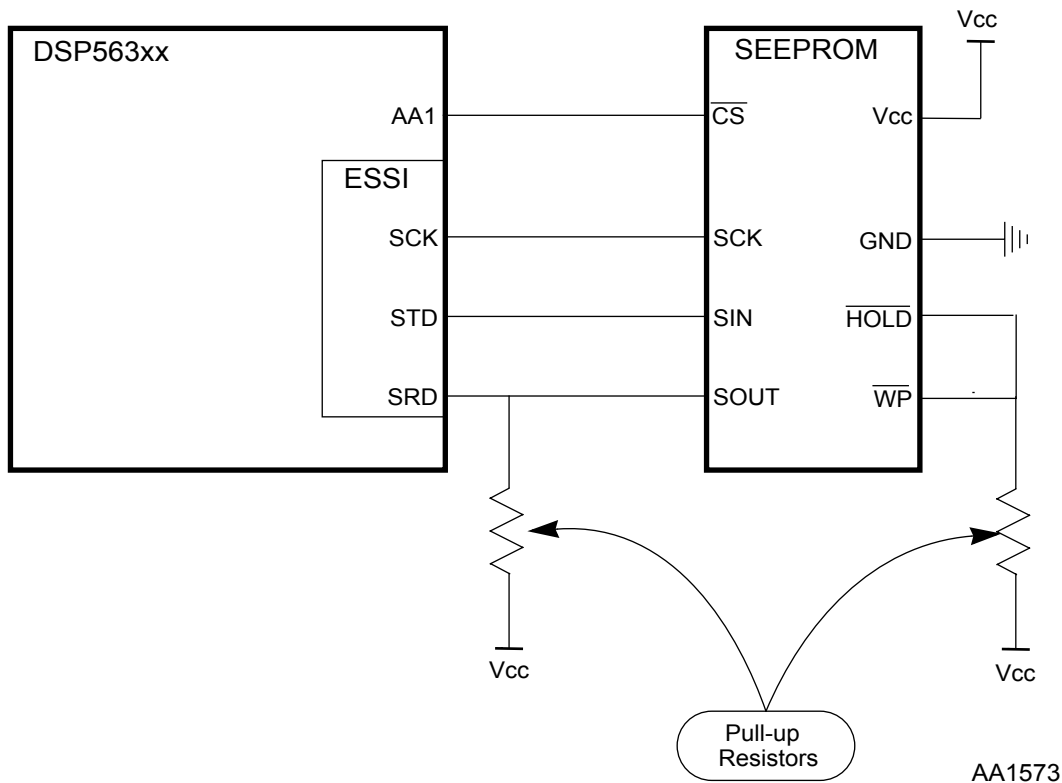 Vcc
DSP563xx
SEEPROM
AA1
CS
Vcc
ESSI
SCK
SCK
GND
STD
SIN
HOLD
SRD
SOUT
WP
Vcc
Vcc
Pull-up
Resistors
AA1573